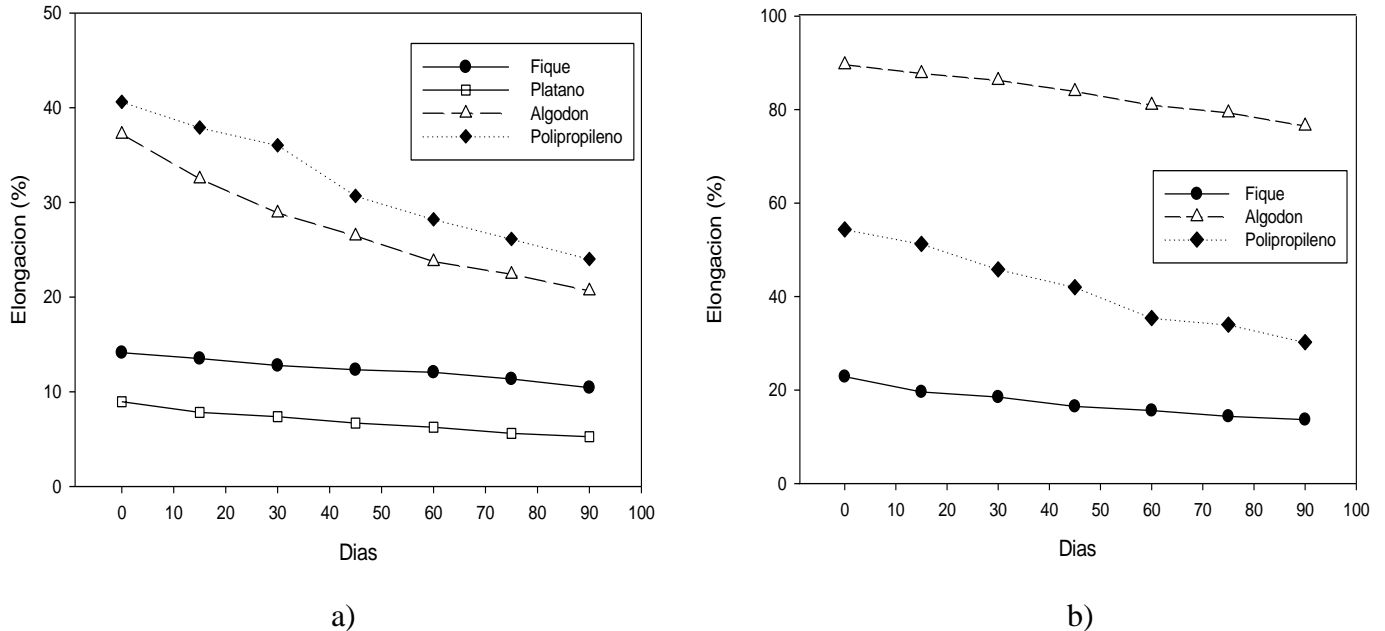 50
40
30
20
10
0
Elongacion (%)
Fique
Platano
Algodon
Polipropileno
0 10 20 30 40 50 60 70 80 90 100
Dias
a)
100
80
60
40
20
0
Elongacion (%)
Fique
Algodon
Polipropileno
0 10 20 30 40 50 60 70 80 90 100
Dias
b)